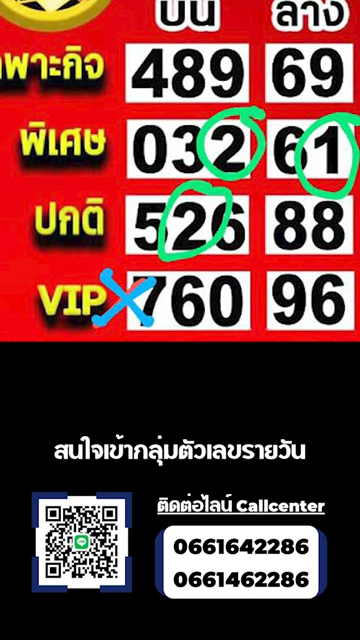 บน ล่าง
เฉพาะกิจ 489 69
พิเศษ 032 61
ปกติ 526 88
VIP 760 96
สนใจเข้ากลุ่มตัวเลขรายวัน
ติดต่อไลน์ Callcenter
0661642286
0661462286